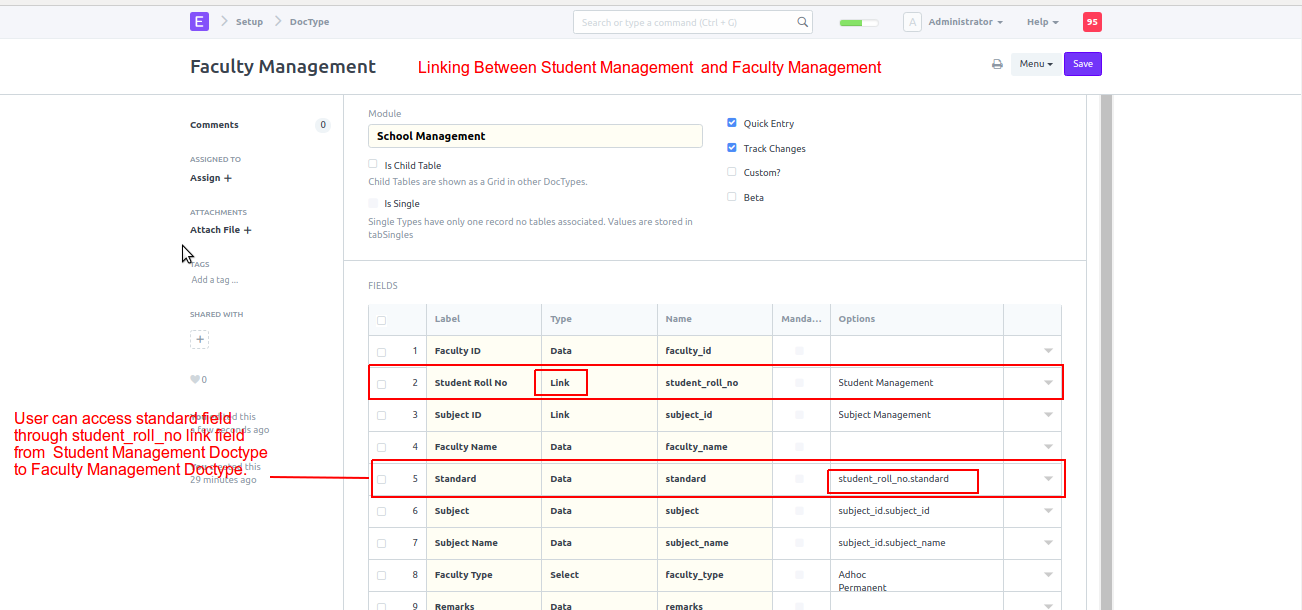 E Setup DocType Search or type a command (Ctrl + G) A Administrator Help 95
Faculty Management Linking Between Student Management and Faculty Management Menu Save
Comments 0
ASSIGNED TO
Assign +
ATTACHMENTS
Attach File +
TAGS
Add a tag ...
SHARED WITH
+
0
User can access standard field
through student_roll_no link field
from Student Management Doctype
to Faculty Management Doctype.
this
a few seconds ago
You created this
29 minutes ago
Module
School Management
Is Child Table
Child Tables are shown as a Grid in other DocTypes.
Is Single
Single Types have only one record no tables associated. Values are stored in
tabSingles
Quick Entry
Track Changes
Custom?
Beta
FIELDS
Label Type Name Manda... Options
1 Faculty ID Data faculty_id
2 Student Roll No Link student_roll_no Student Management
3 Subject ID Link subject_id Subject Management
4 Faculty Name Data faculty_name
5 Standard Data standard student_roll_no.standard
6 Subject Data subject subject_id.subject_id
7 Subject Name Data subject_name subject_id.subject_name
8 Faculty Type Select faculty_type Adhoc
Permanent
9 Remarks Data remarks